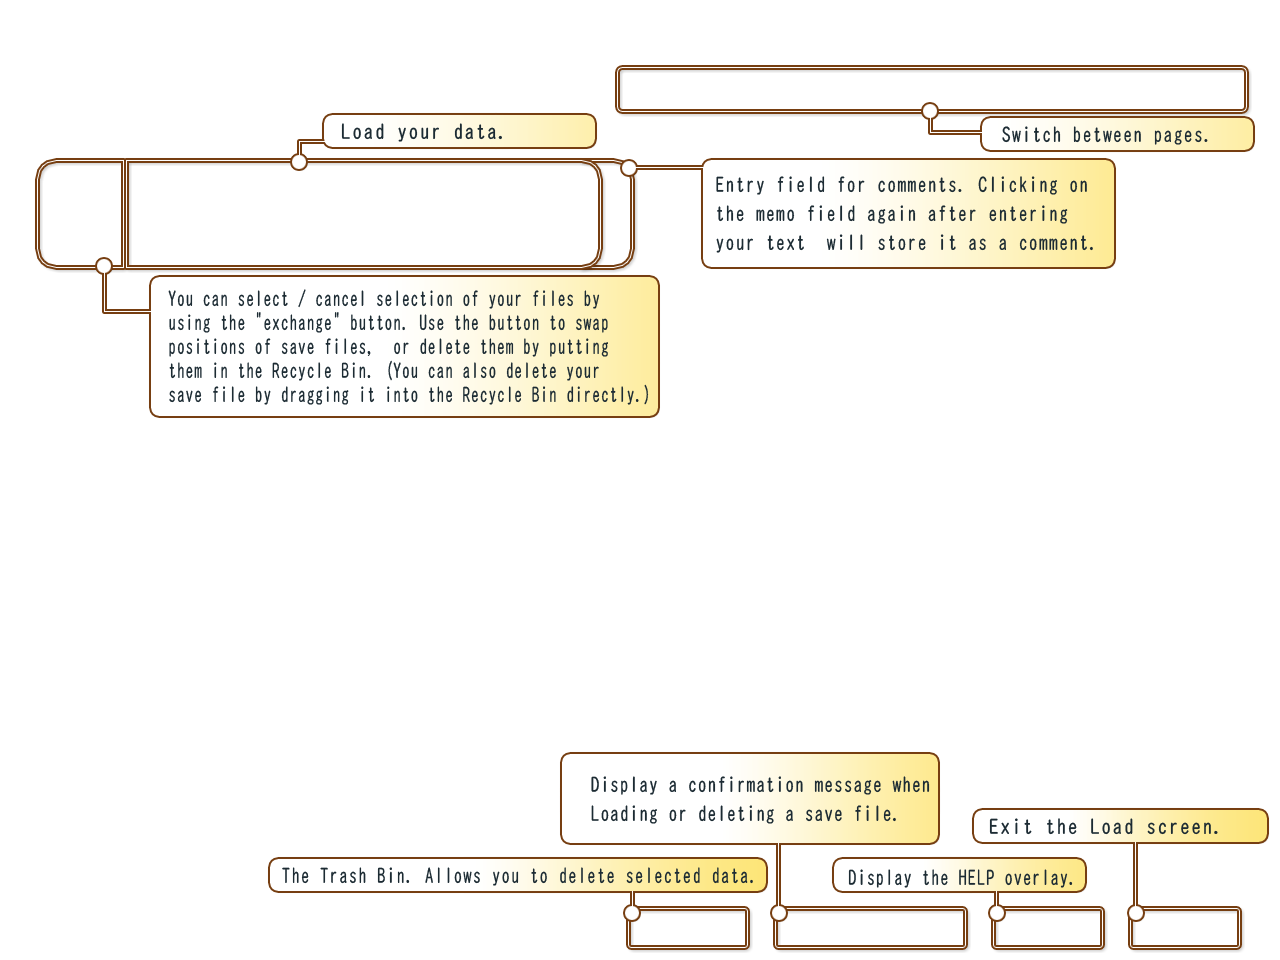 Load your data.
Switch between pages.
Entry field for comments. Clicking on
the memo field again after entering
your text will store it as a comment.
You can select / cancel selection of your files by
using the "exchange" button. Use the button to swap
positions of save files, or delete them by putting
them in the Recycle Bin. (You can also delete your
save file by dragging it into the Recycle Bin directly.)
Display a confirmation message when
Loading or deleting a save file.
Exit the Load screen.
The Trash Bin. Allows you to delete selected data.
Display the HELP overlay.